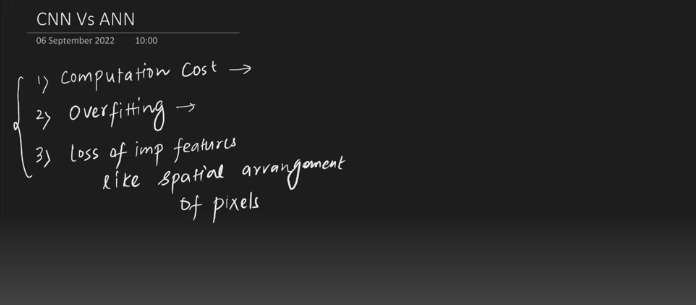 CNN Vs ANN
06 September 2022 10:00
1) Computation Cost →
2) Overfitting →
3) loss of imp features
like spatial arrangement
of pixels